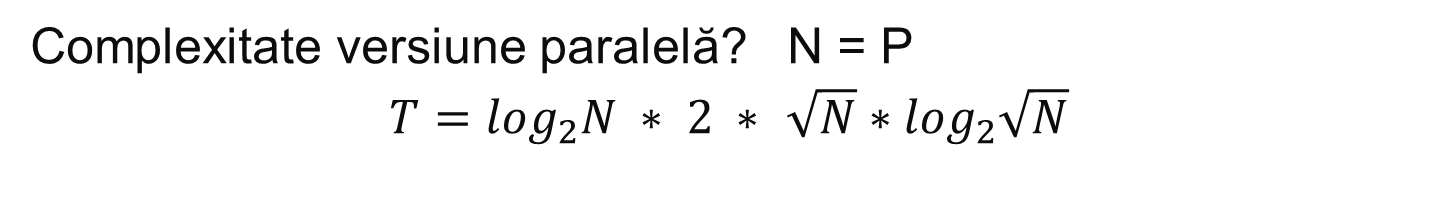 Complexitate versiune paralelă? N = P
T = log₂N * 2 * √N * log₂√N